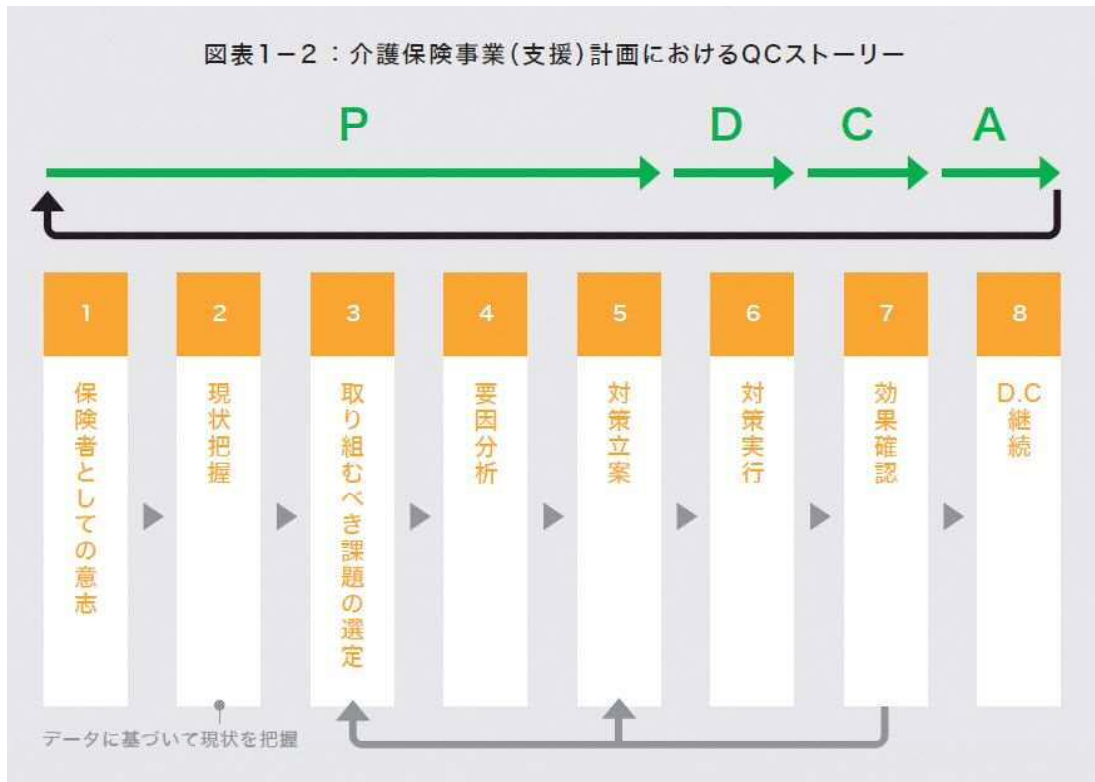 図表1-2：介護保険事業(支援)計画におけるQCストーリー
P
D
C
A
1
2
3
4
5
6
7
8
保険者としての意志
現状把握
取り組むべき課題の選定
要因分析
対策立案
対策実行
効果確認
D.C継続
データに基づいて現状を把握